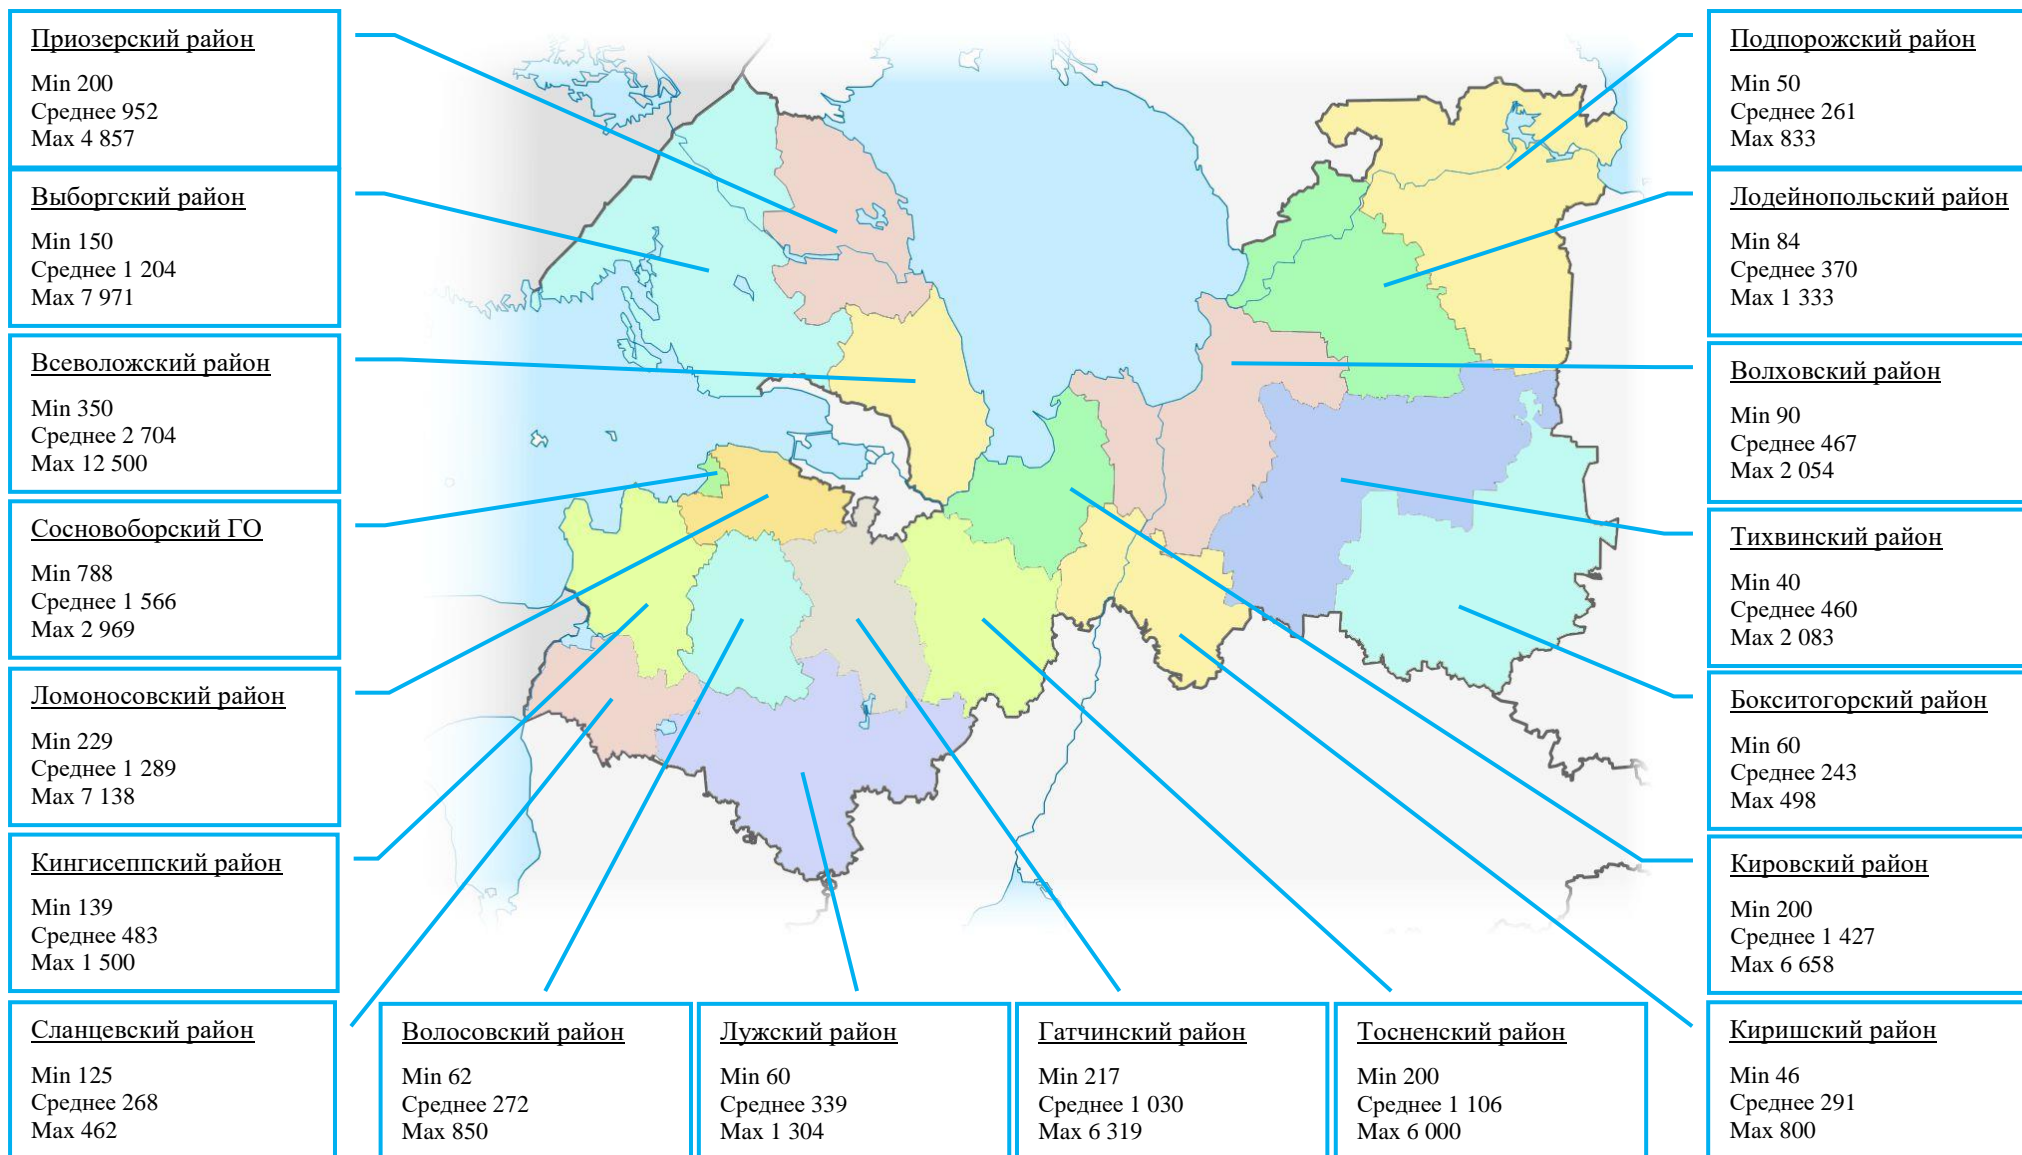 Приозерский район
Min 200
Среднее 952
Max 4 857
Выборгский район
Min 150
Среднее 1 204
Max 7 971
Всеволожский район
Min 350
Среднее 2 704
Max 12 500
Сосновоборский ГО
Min 788
Среднее 1 566
Max 2 969
Ломоносовский район
Min 229
Среднее 1 289
Max 7 138
Кингисеппский район
Min 139
Среднее 483
Max 1 500
Сланцевский район
Min 125
Среднее 268
Max 462
Волосовский район
Min 62
Среднее 272
Max 850
Лужский район
Min 60
Среднее 339
Max 1 304
Гатчинский район
Min 217
Среднее 1 030
Max 6 319
Тосненский район
Min 200
Среднее 1 106
Max 6 000
Подпорожский район
Min 50
Среднее 261
Max 833
Лодейнопольский район
Min 84
Среднее 370
Max 1 333
Волховский район
Min 90
Среднее 467
Max 2 054
Тихвинский район
Min 40
Среднее 460
Max 2 083
Бокситогорский район
Min 60
Среднее 243
Max 498
Кировский район
Min 200
Среднее 1 427
Max 6 658
Киришский район
Min 46
Среднее 291
Max 800